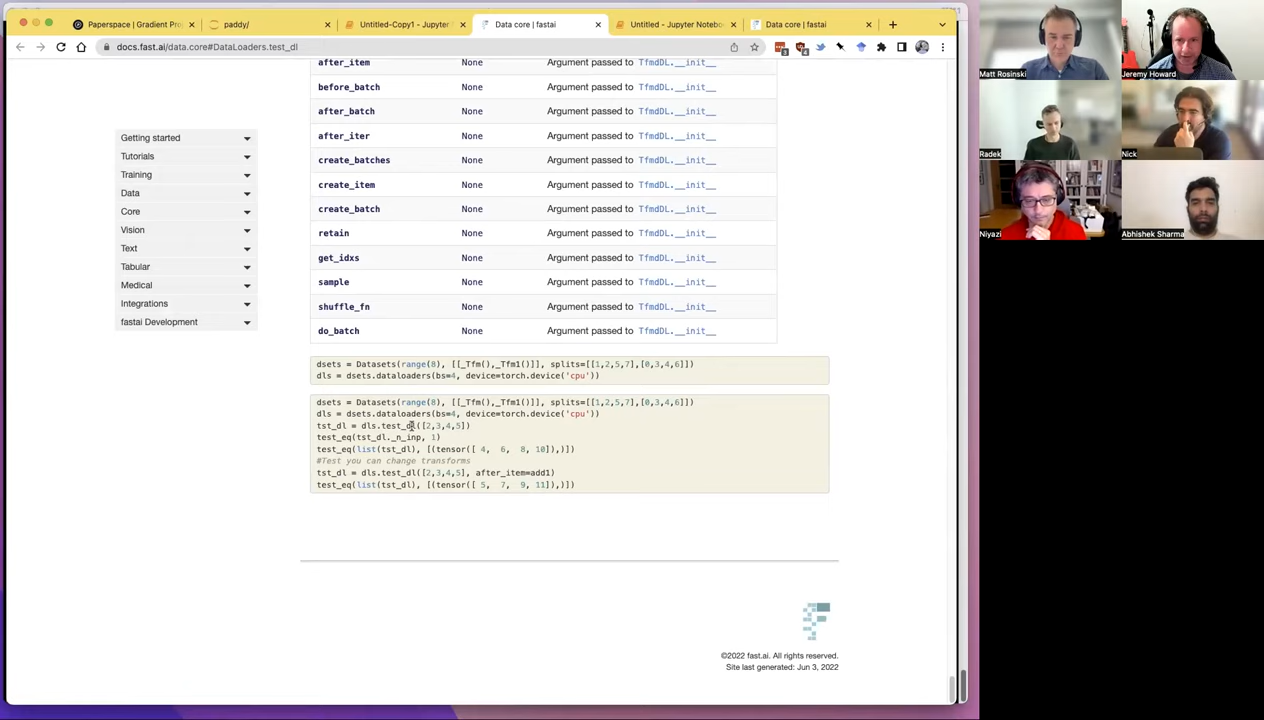 Paperspace | Gradient Pro
paddy/
Untitled-Copy1 - Jupyter
Data core | fastai
Untitled - Jupyter Notebo
Data core | fastai
docs.fast.ai/data.core#DataLoaders.test_dl
Getting started
Tutorials
Training
Data
Core
Vision
Text
Tabular
Medical
Integrations
fastai Development
after_item None Argument passed to TfmdDL.__init__
before_batch None Argument passed to TfmdDL.__init__
after_batch None Argument passed to TfmdDL.__init__
after_iter None Argument passed to TfmdDL.__init__
create_batches None Argument passed to TfmdDL.__init__
create_item None Argument passed to TfmdDL.__init__
create_batch None Argument passed to TfmdDL.__init__
retain None Argument passed to TfmdDL.__init__
get_idxs None Argument passed to TfmdDL.__init__
sample None Argument passed to TfmdDL.__init__
shuffle_fn None Argument passed to TfmdDL.__init__
do_batch None Argument passed to TfmdDL.__init__
dsets = Datasets(range(8), [[_Tfm(),_Tfm1()]], splits=[[1,2,5,7],[0,3,4,6]])
dls = dsets.dataloaders(bs=4, device=torch.device('cpu'))
dsets = Datasets(range(8), [[_Tfm(),_Tfm1()]], splits=[[1,2,5,7],[0,3,4,6]])
dls = dsets.dataloaders(bs=4, device=torch.device('cpu'))
tst_dl = dls.test_dl([2,3,4,5])
test_eq(tst_dl._n_inp, 1)
test_eq(list(tst_dl), [(tensor([ 4, 6, 8, 10]),)])
#Test you can change transforms
tst_dl = dls.test_dl([2,3,4,5], after_item=add1)
test_eq(list(tst_dl), [(tensor([ 5, 7, 9, 11]),)])
©2022 fast.ai. All rights reserved.
Site last generated: Jun 3, 2022
Matt Rosinski
Jeremy Howard
Radek
Nick
Niyazi
Abhishek Sharma